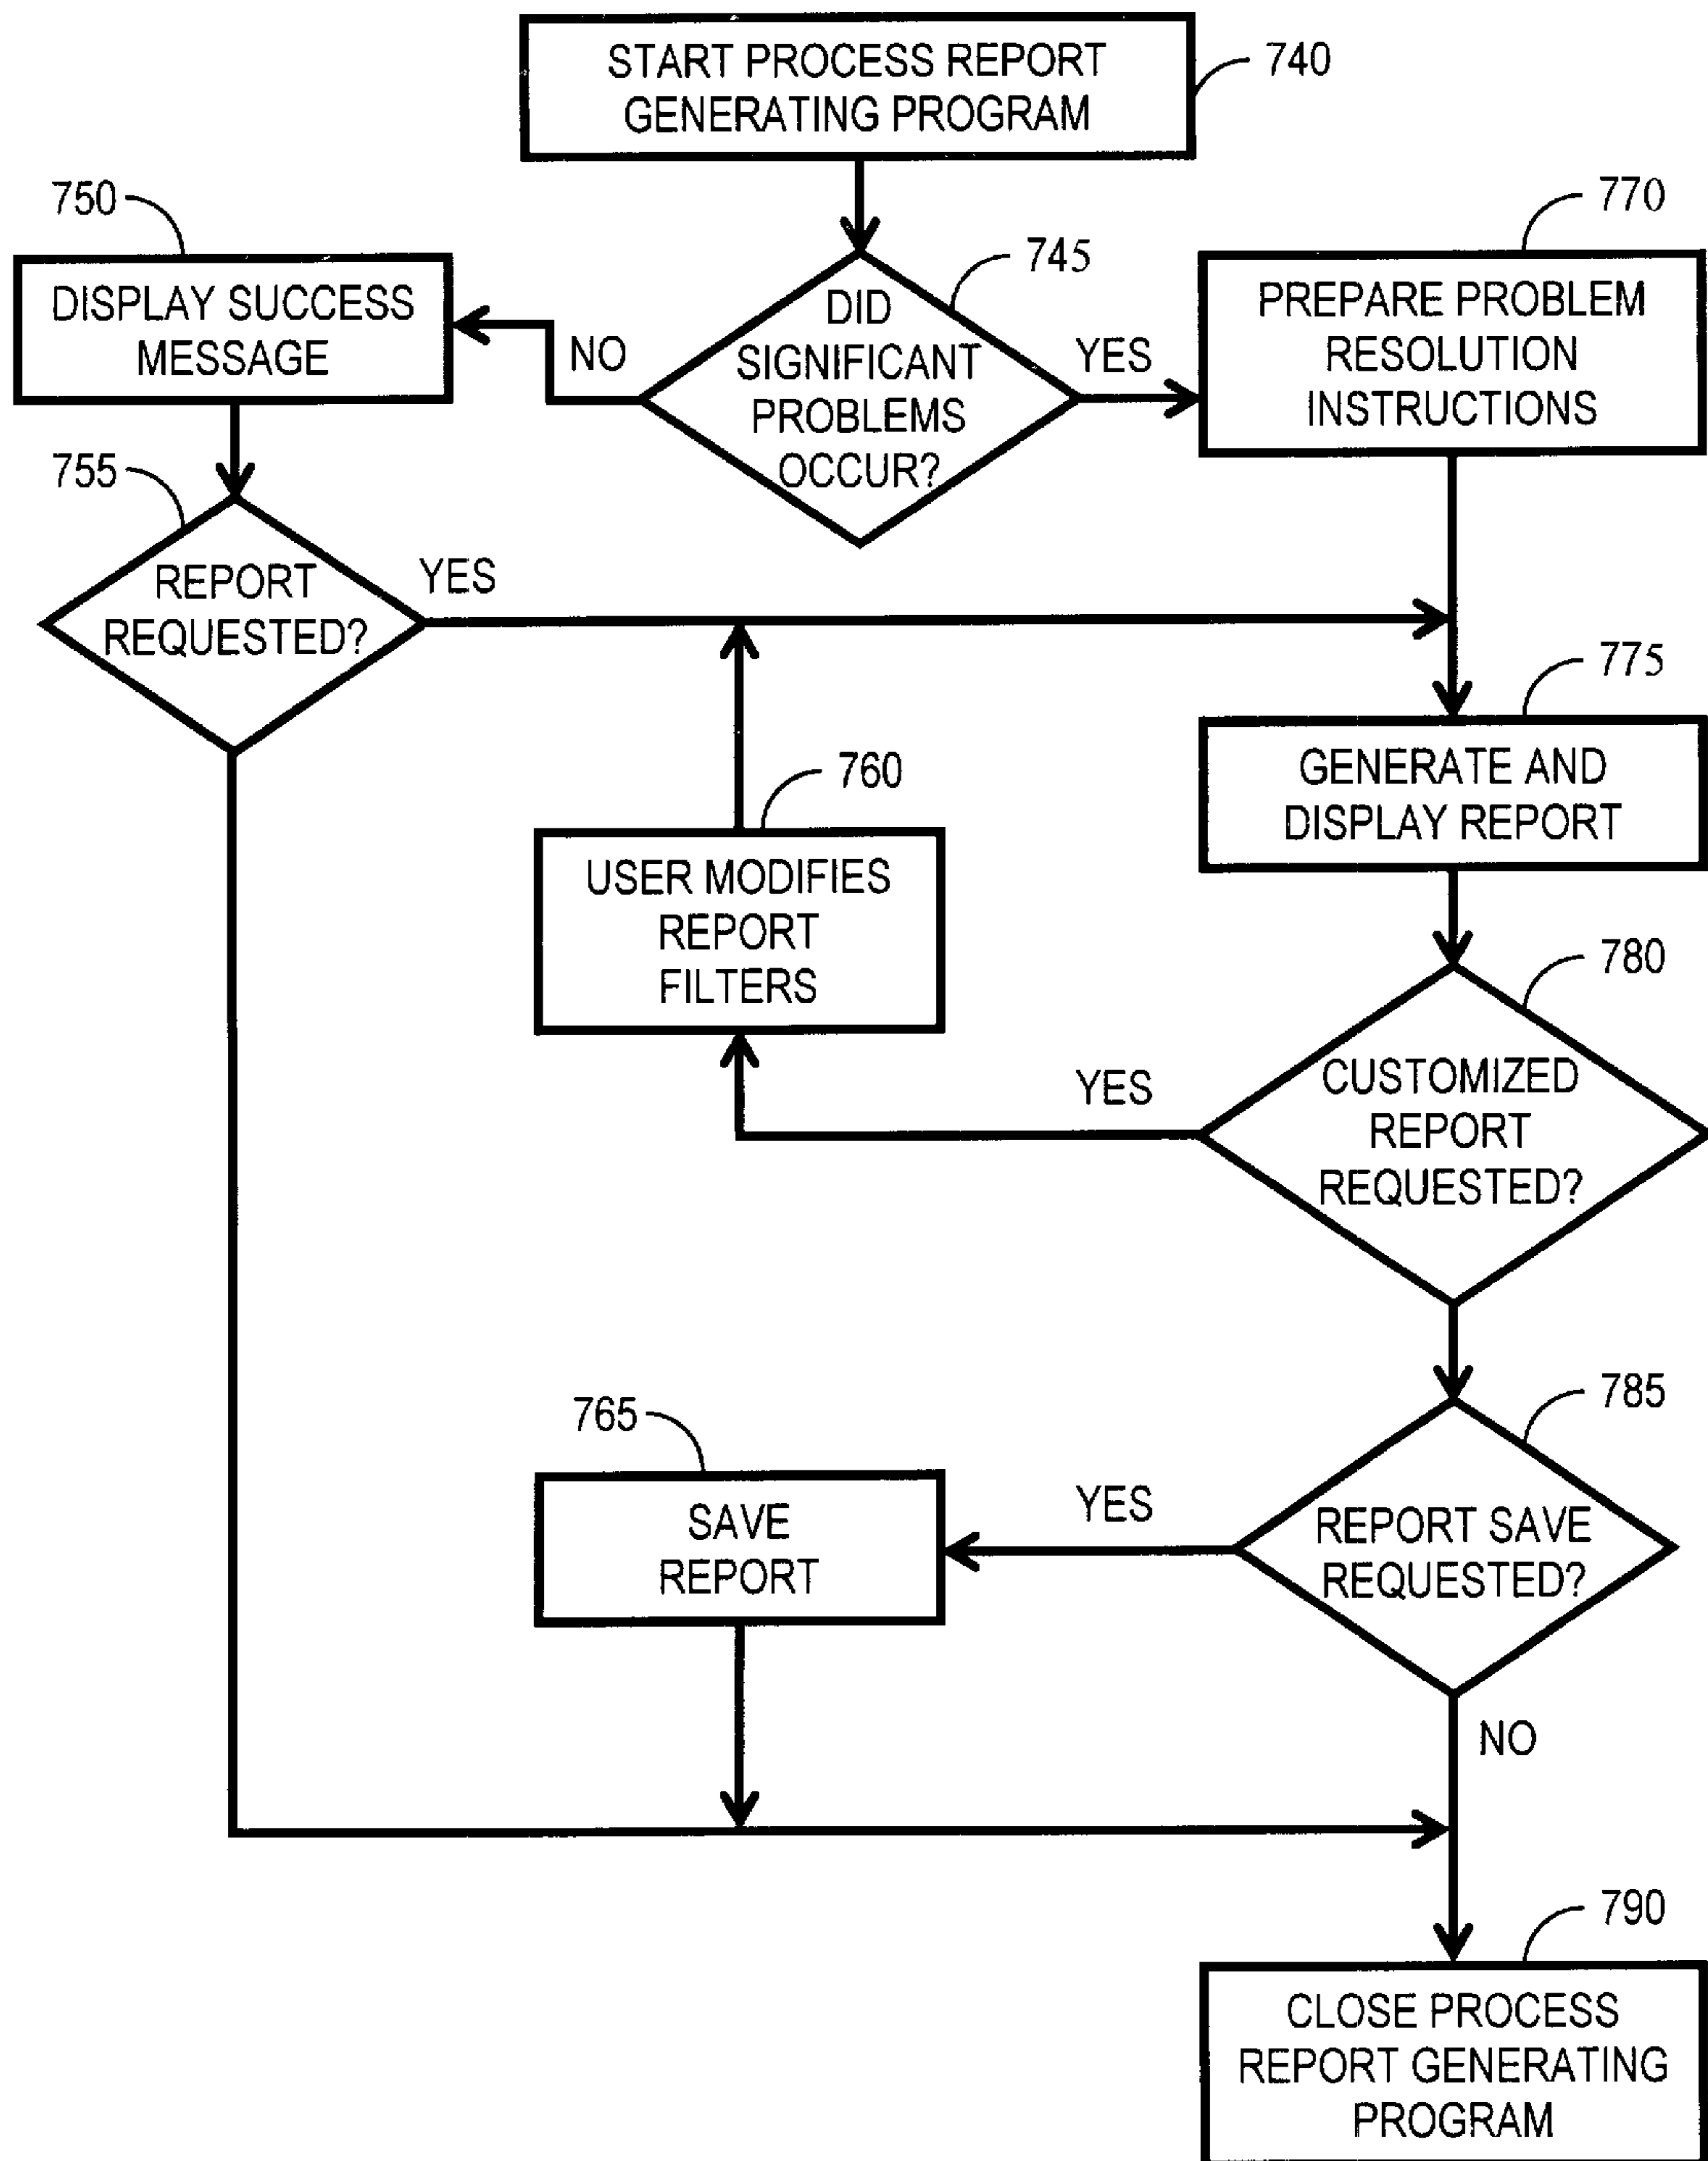 START PROCESS REPORT
GENERATING PROGRAM
740
750
DISPLAY SUCCESS
MESSAGE
NO
745
DID
SIGNIFICANT
PROBLEMS
OCCUR?
YES
770
PREPARE PROBLEM
RESOLUTION
INSTRUCTIONS
755
REPORT
REQUESTED?
YES
775
GENERATE AND
DISPLAY REPORT
760
USER MODIFIES
REPORT
FILTERS
780
CUSTOMIZED
REPORT
REQUESTED?
YES
785
REPORT SAVE
REQUESTED?
YES
765
SAVE
REPORT
NO
790
CLOSE PROCESS
REPORT GENERATING
PROGRAM